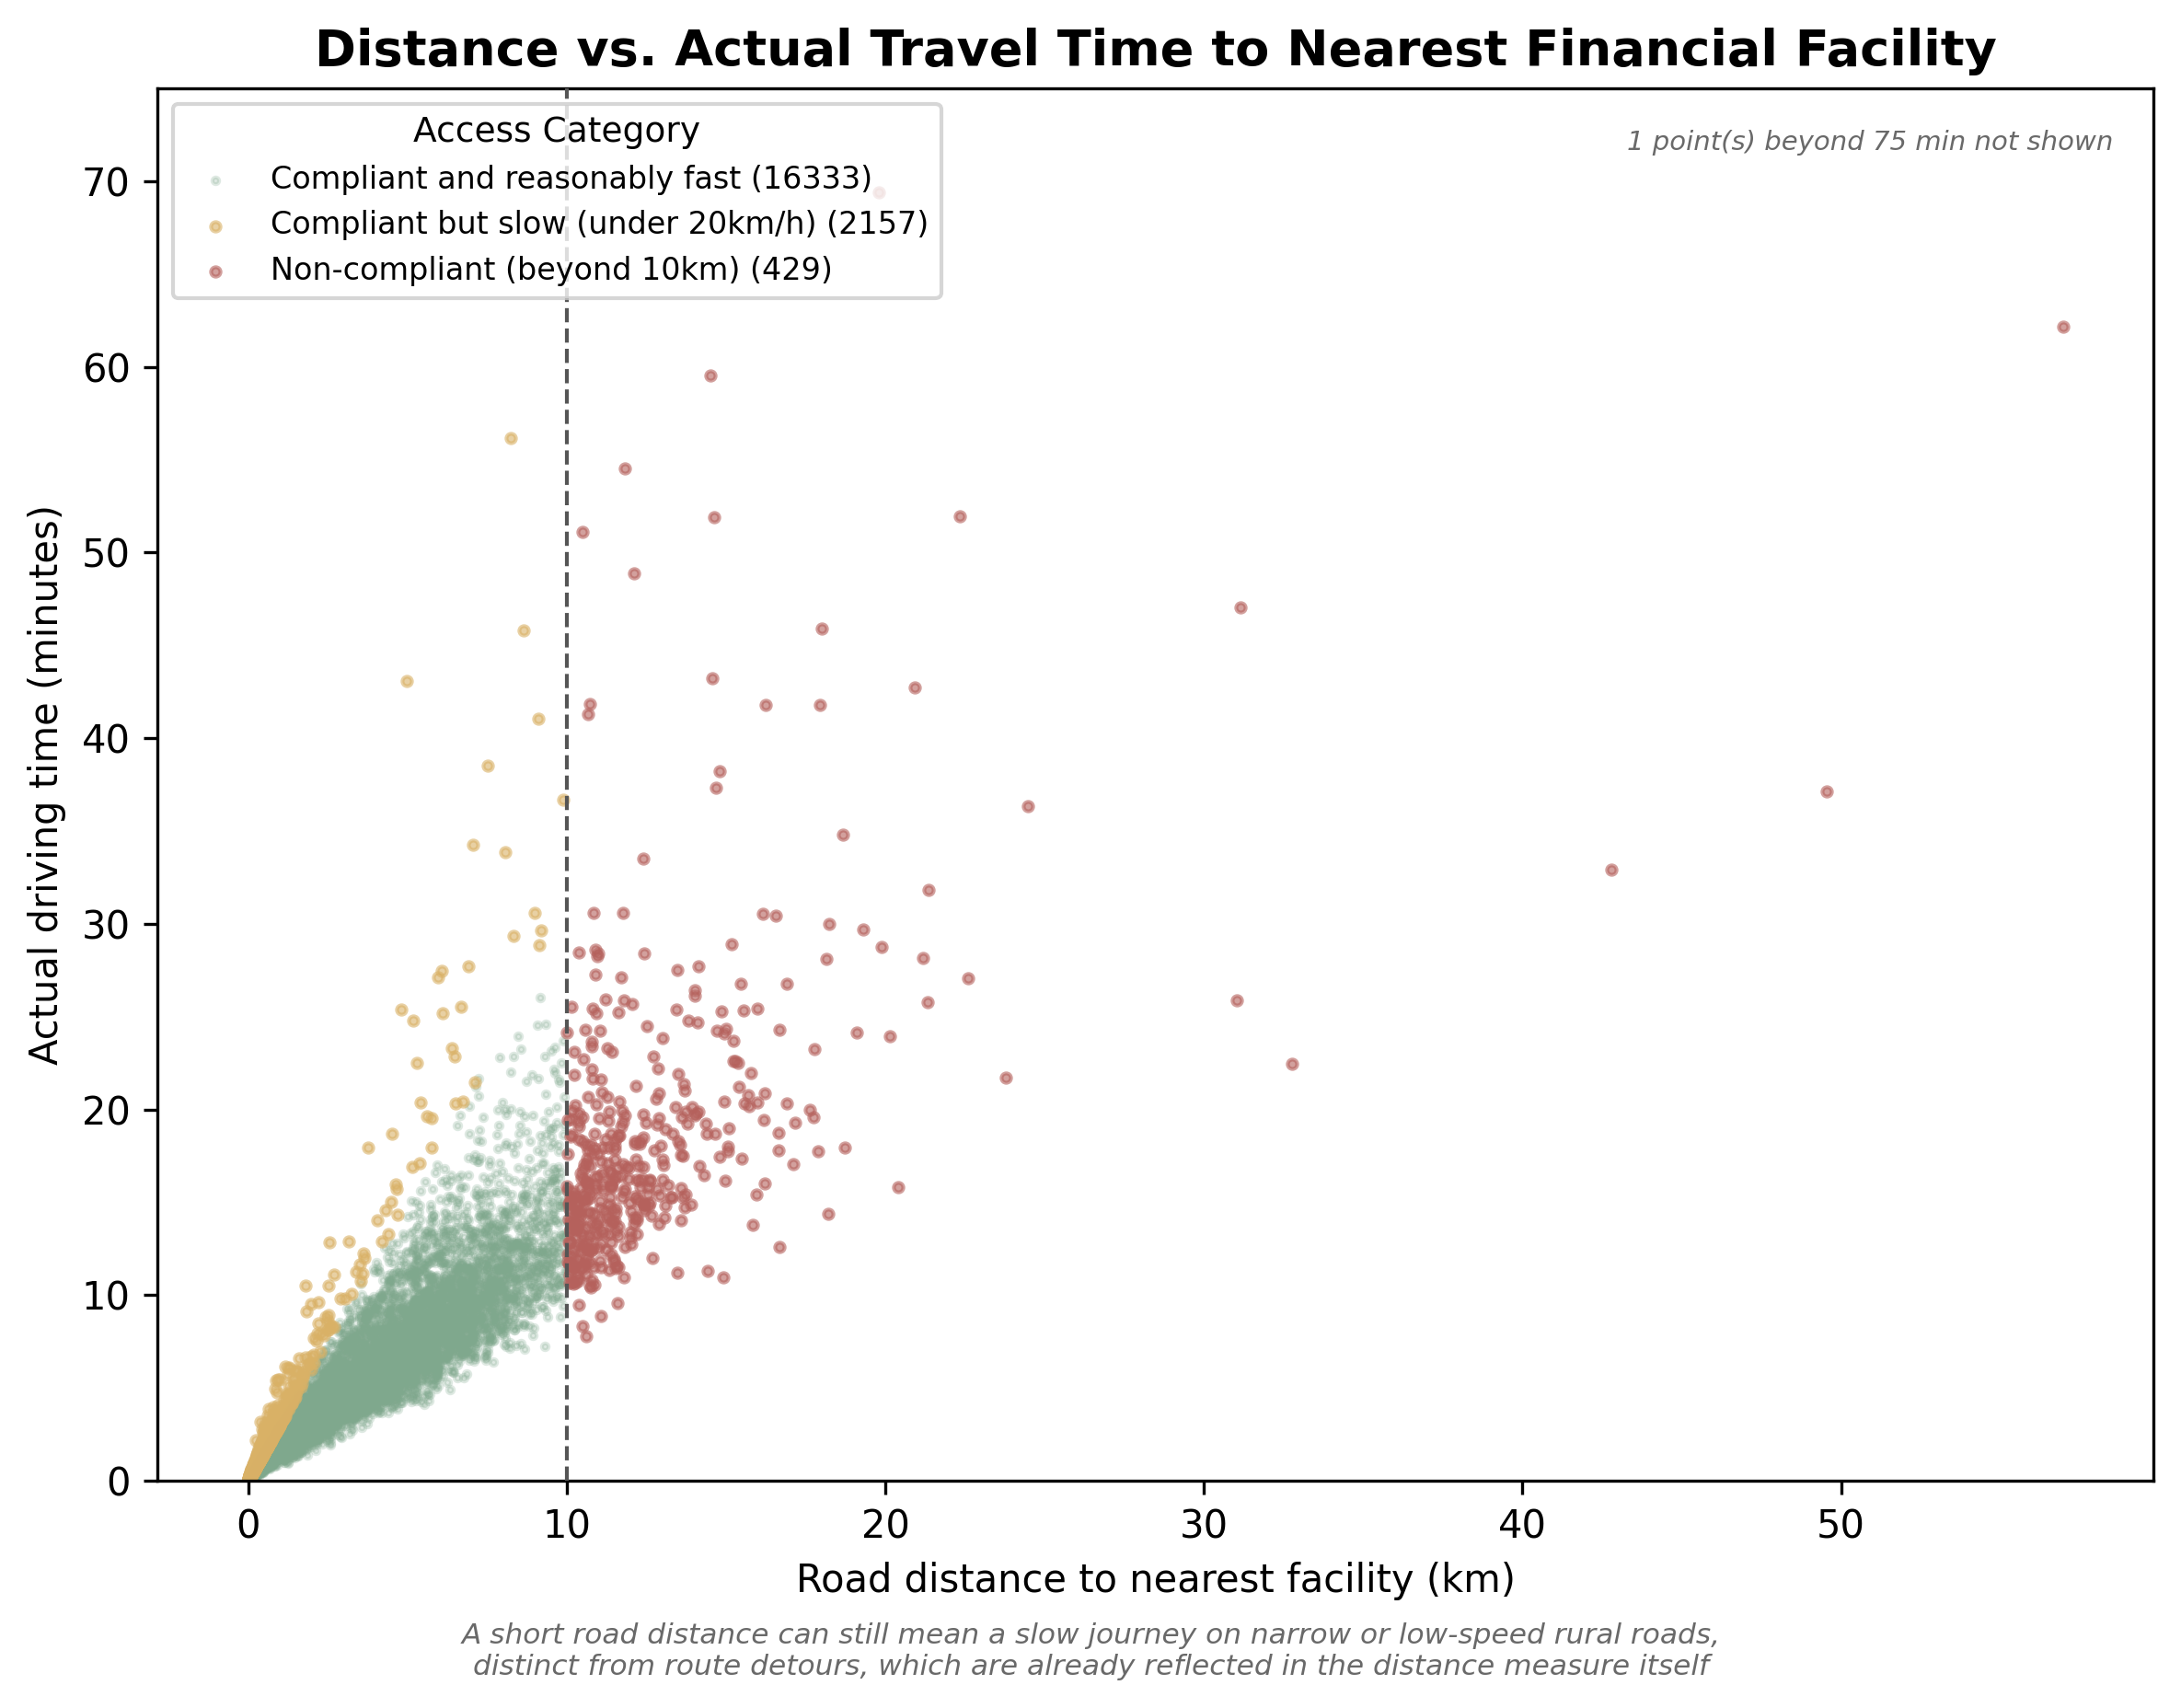 Distance vs. Actual Travel Time to Nearest Financial Facility
Access Category
Compliant and reasonably fast (16333)
Compliant but slow (under 20km/h) (2157)
Non-compliant (beyond 10km) (429)
1 point(s) beyond 75 min not shown
Actual driving time (minutes)
70
60
50
40
30
20
10
0
0 10 20 30 40 50
Road distance to nearest facility (km)
A short road distance can still mean a slow journey on narrow or low-speed rural roads,
distinct from route detours, which are already reflected in the distance measure itself